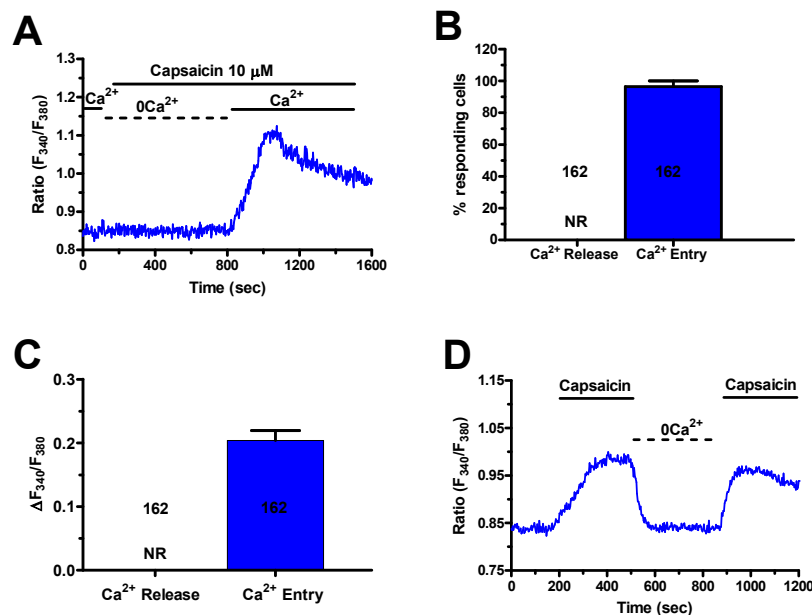 A
Capsaicin 10 µM
Ca2+
0Ca2+
Ca2+
Ratio (F340/F380)
1.3
1.2
1.1
1.0
0.9
0.8
0 400 800 1200 1600
Time (sec)
B
% responding cells
120
100
80
60
40
20
0
162
162
NR
Ca2+ Release Ca2+ Entry
C
ΔF340/F380
0.3
0.2
0.1
0.0
162
162
NR
Ca2+ Release Ca2+ Entry
D
Capsaicin Capsaicin
0Ca2+
Ratio (F340/F380)
1.15
1.05
0.95
0.85
0.75
0 200 400 600 800 1000 1200
Time (sec)